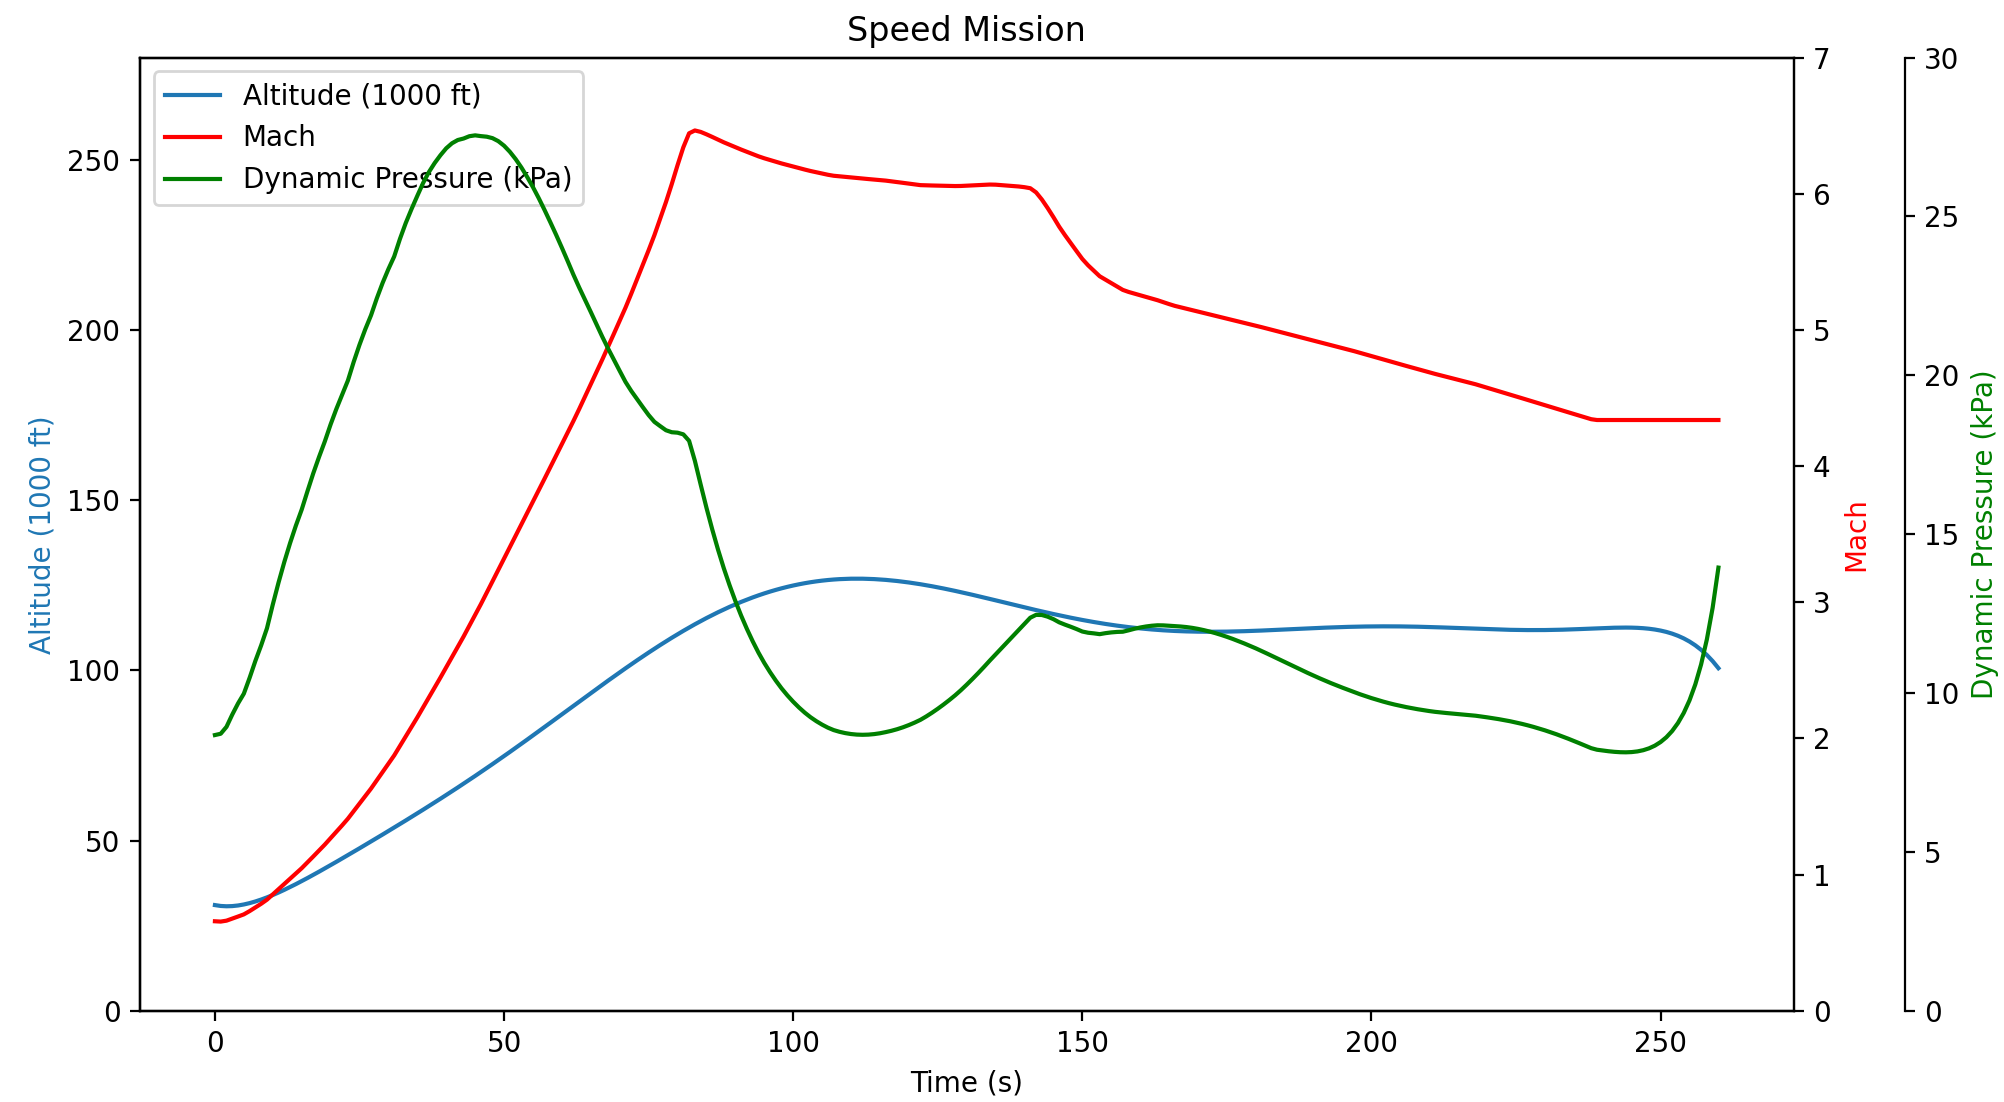 Speed Mission
Altitude (1000 ft)
Mach
Dynamic Pressure (kPa)
250
200
150
100
50
0
Altitude (1000 ft)
7
6
5
4
3
2
1
0
Mach
30
25
20
15
10
5
0
Dynamic Pressure (kPa)
0 50 100 150 200 250
Time (s)